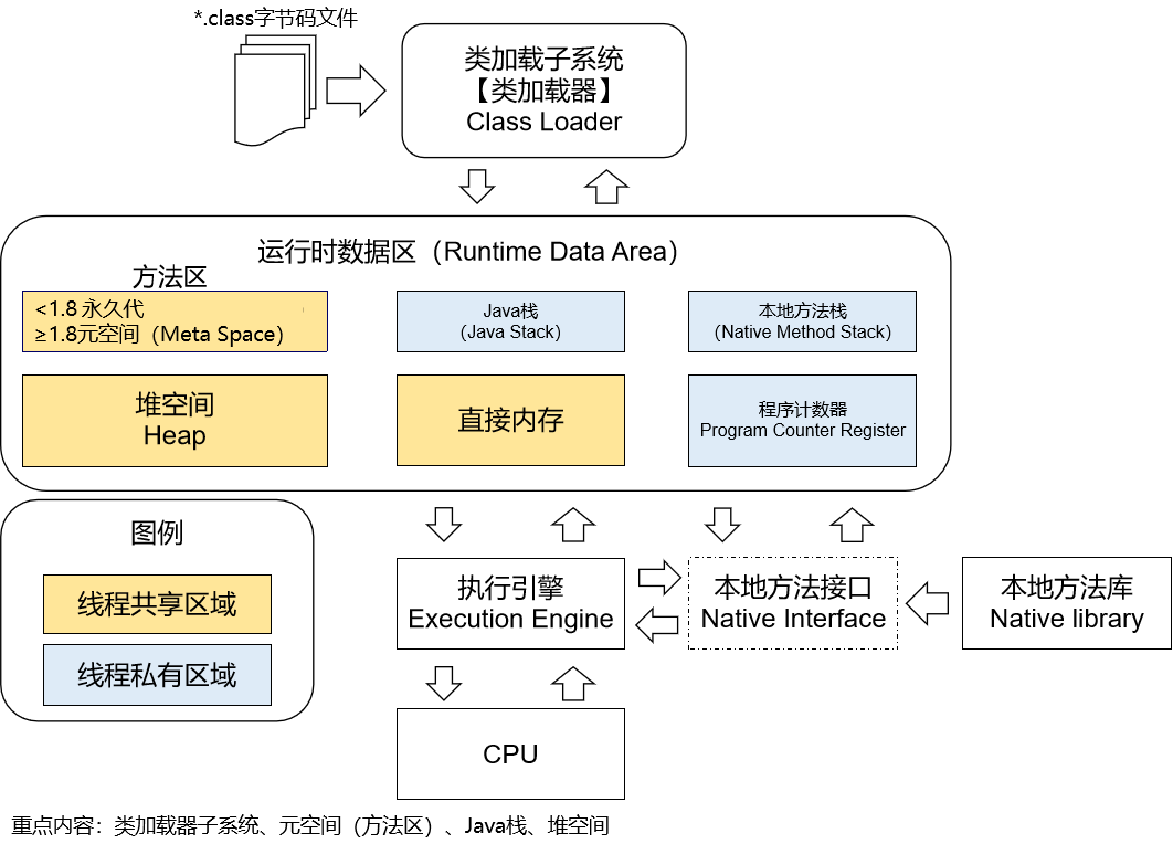 *.class字节码文件
类加载子系统
【类加载器】
Class Loader
运行时数据区（Runtime Data Area）
方法区
<1.8 永久代
≥1.8元空间（Meta Space）
Java栈
（Java Stack）
本地方法栈
（Native Method Stack）
堆空间
Heap
直接内存
程序计数器
Program Counter Register
图例
线程共享区域
线程私有区域
执行引擎
Execution Engine
本地方法接口
Native Interface
本地方法库
Native library
CPU
重点内容：类加载器子系统、元空间（方法区）、Java栈、堆空间